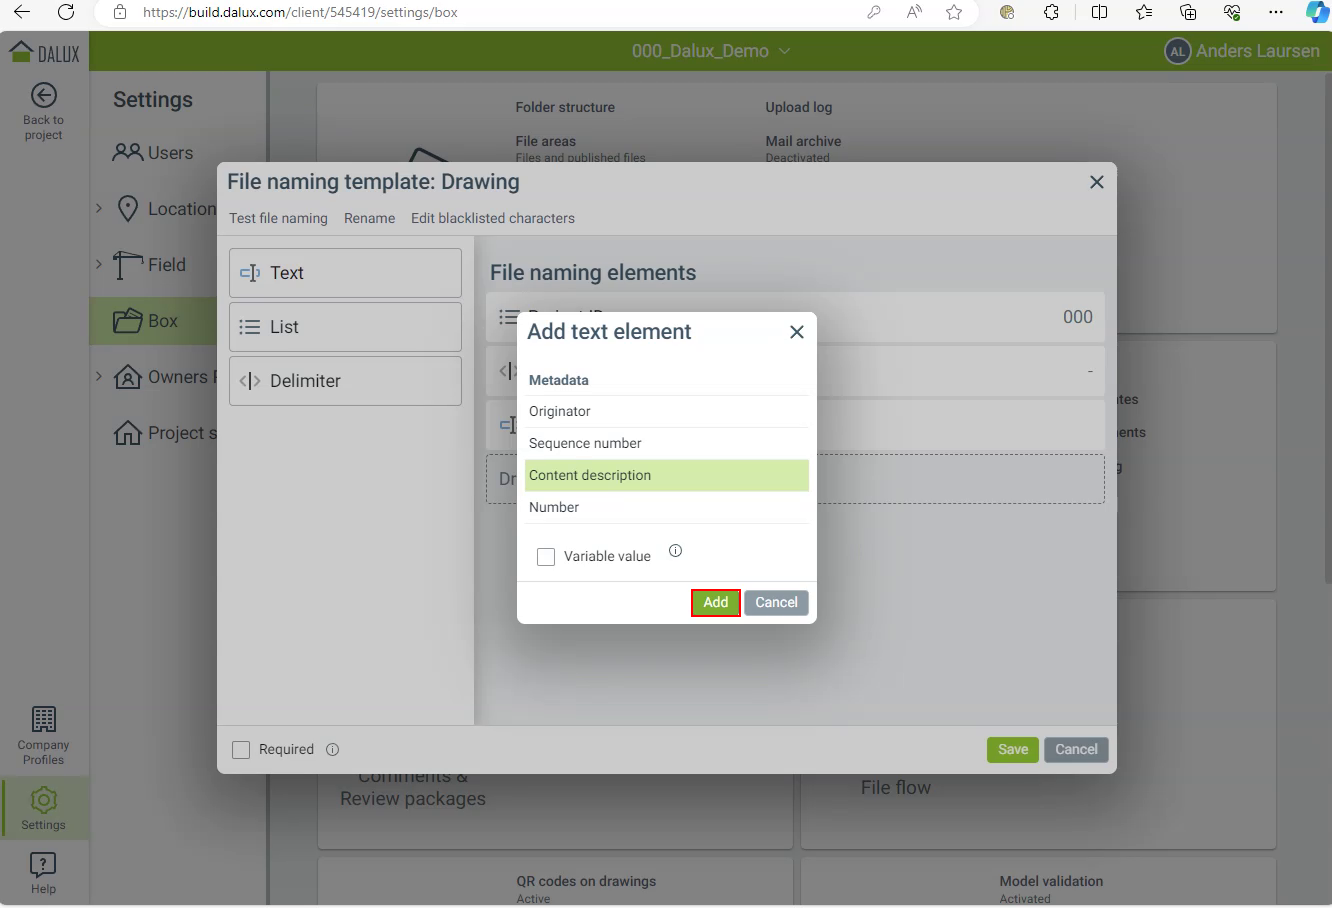 https://build.dalux.com/client/545419/settings/box
DALUX
000_Dalux_Demo
AL Anders Laursen
Back to
project
Settings
Users
Location
Field
Box
Owners
Project s
Company
Profiles
Settings
Help
Folder structure
Upload log
File areas
Files and published files
Mail archive
Deactivated
File naming template: Drawing
Test file naming
Rename
Edit blacklisted characters
Text
List
Delimiter
File naming elements
000
-
Dr
Add text element
Metadata
Originator
Sequence number
Content description
Number
Variable value
Add
Cancel
Required
Save
Cancel
Comments &
Review packages
File flow
QR codes on drawings
Active
Model validation
Activated